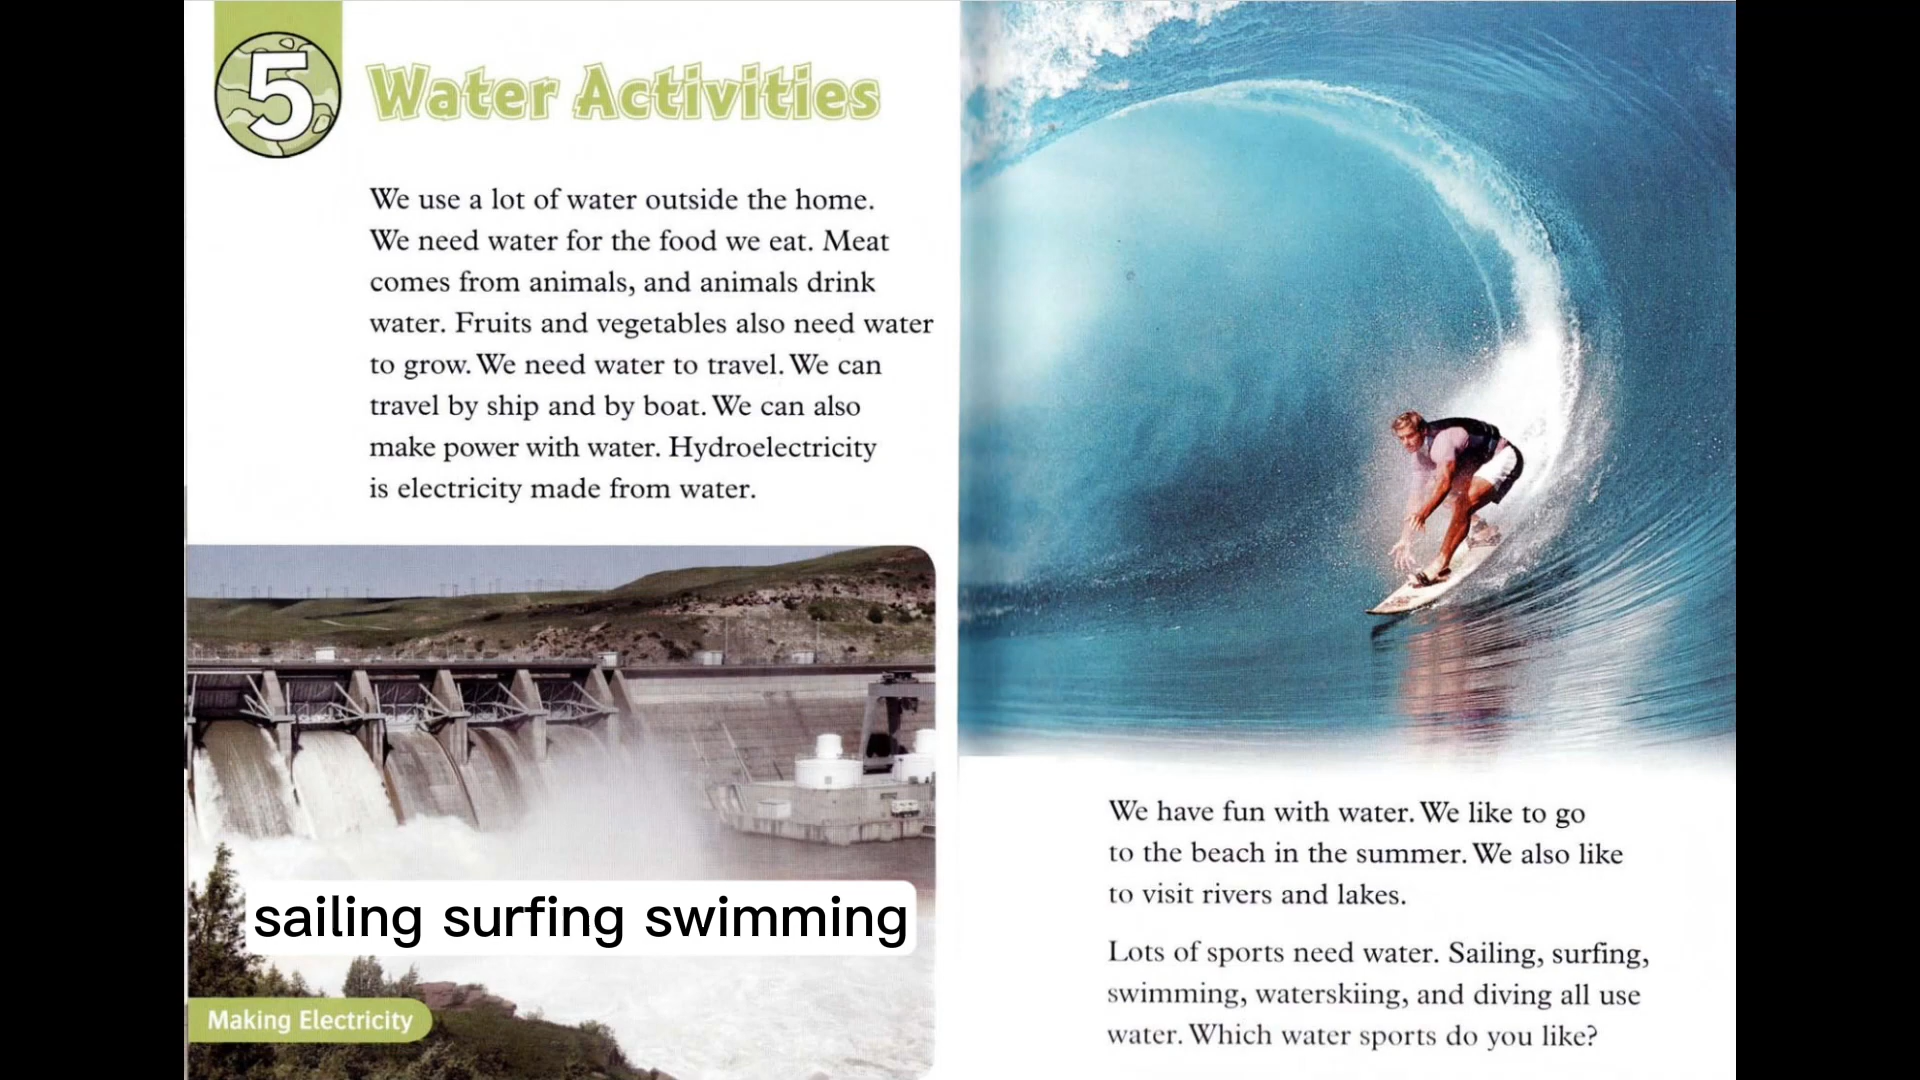 5
Water Activities
We use a lot of water outside the home.
We need water for the food we eat. Meat
comes from animals, and animals drink
water. Fruits and vegetables also need water
to grow. We need water to travel. We can
travel by ship and by boat. We can also
make power with water. Hydroelectricity
is electricity made from water.
sailing surfing swimming
Making Electricity
We have fun with water. We like to go
to the beach in the summer. We also like
to visit rivers and lakes.
Lots of sports need water. Sailing, surfing,
swimming, waterskiing, and diving all use
water. Which water sports do you like?